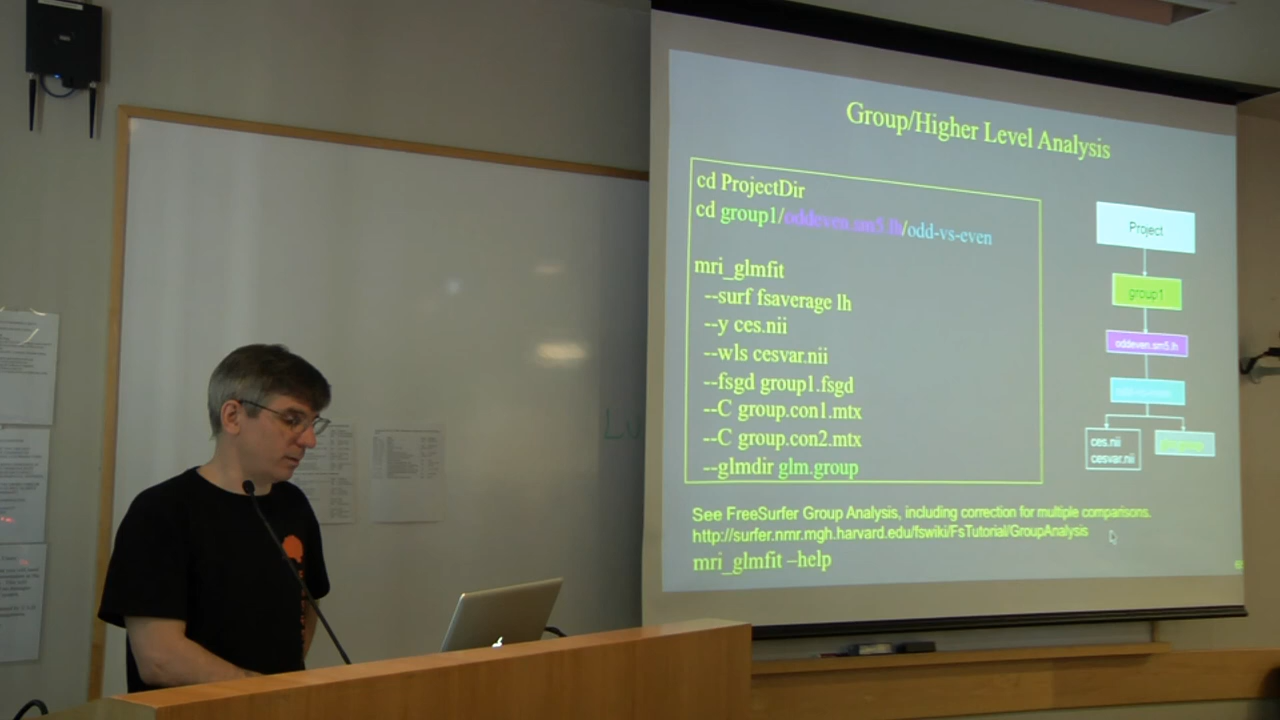 Group/Higher Level Analysis
cd ProjectDir
cd group1/oddeven.sm5.lh/odd-vs-even
mri_glmfit
--surf fsaverage lh
--y ces.nii
--wls cesvar.nii
--fsgd group1.fsgd
--C group.con1.mtx
--C group.con2.mtx
--glmdir glm.group
Project
group1
oddeven.sm5.lh
ces.nii
cesvar.nii
See FreeSurfer Group Analysis, including correction for multiple comparisons.
http://surfer.nmr.mgh.harvard.edu/fswiki/FsTutorial/GroupAnalysis
mri_glmfit –help